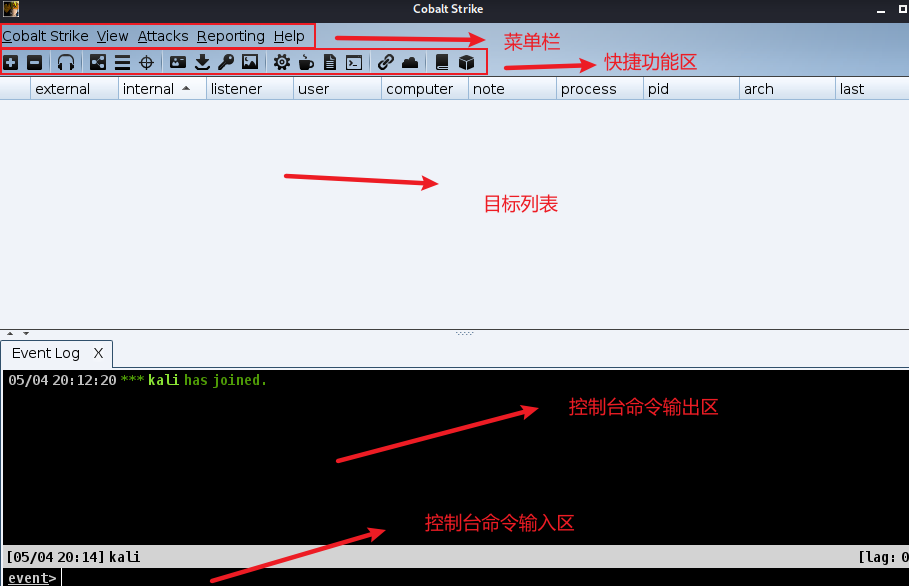 Cobalt Strike
Cobalt Strike View Attacks Reporting Help
菜单栏
快捷功能区
external internal listener user computer note process pid arch last
目标列表
Event Log X
05/04 20:12:20 *** kali has joined.
控制台命令输出区
控制台命令输入区
[05/04 20:14] kali [lag: 0
event>